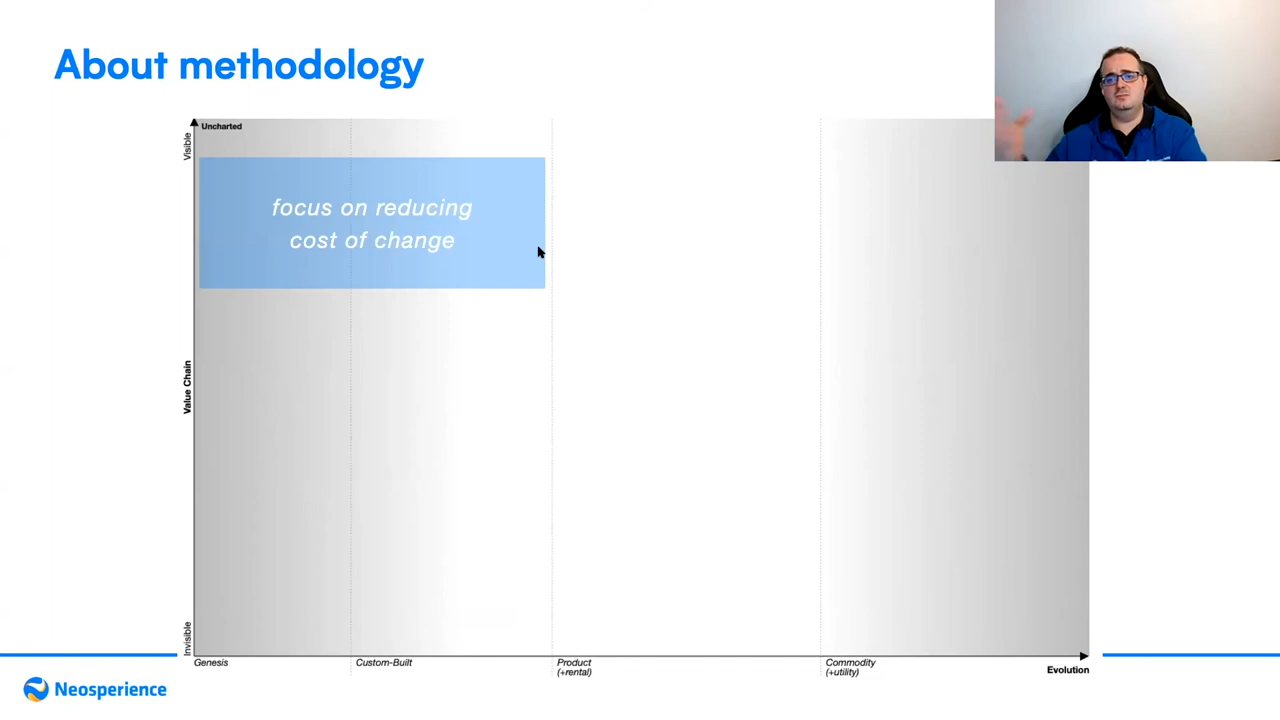 About methodology
Uncharted
Visible
focus on reducing
cost of change
Value Chain
Invisible
Genesis
Custom-Built
Product
(+rental)
Commodity
(+utility)
Evolution
Neosperience